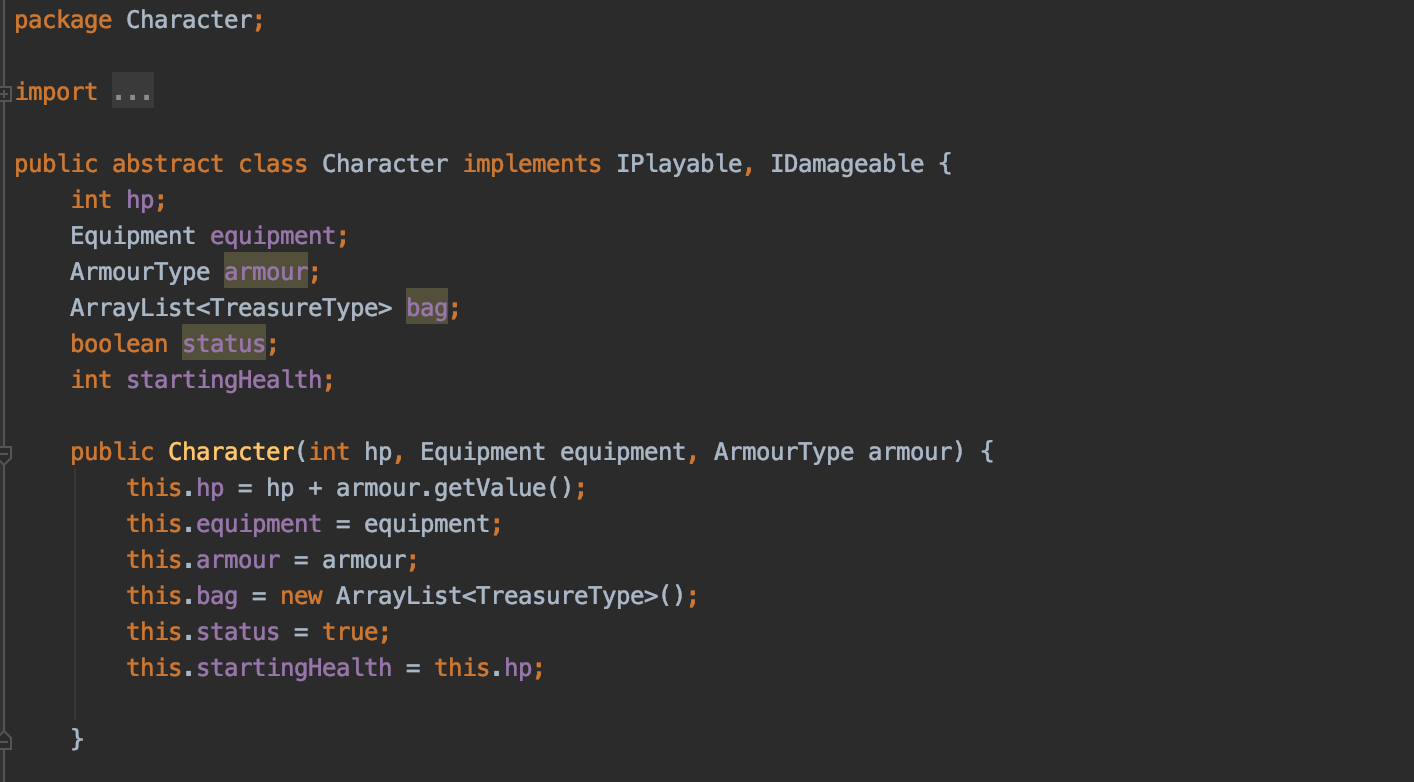 package Character;
import ...
public abstract class Character implements IPlayable, IDamageable {
int hp;
Equipment equipment;
ArmourType armour;
ArrayList<TreasureType> bag;
boolean status;
int startingHealth;
public Character(int hp, Equipment equipment, ArmourType armour) {
this.hp = hp + armour.getValue();
this.equipment = equipment;
this.armour = armour;
this.bag = new ArrayList<TreasureType>();
this.status = true;
this.startingHealth = this.hp;
}